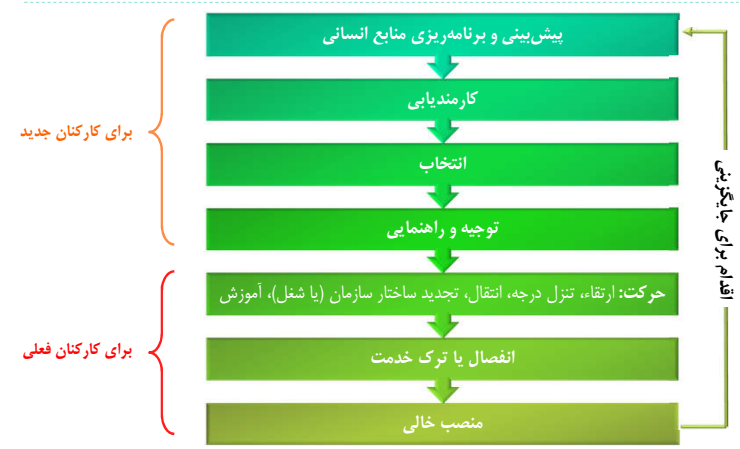 پیش‌بینی و برنامه‌ریزی منابع انسانی
کارمندیابی
برای کارکنان جدید
انتخاب
توجیه و راهنمایی
اقدام برای جایگزینی
حرکت: ارتقاء، تنزل درجه، انتقال، تجدید ساختار سازمان (یا شغل)، آموزش
انفصال یا ترک خدمت
برای کارکنان فعلی
منصب خالی